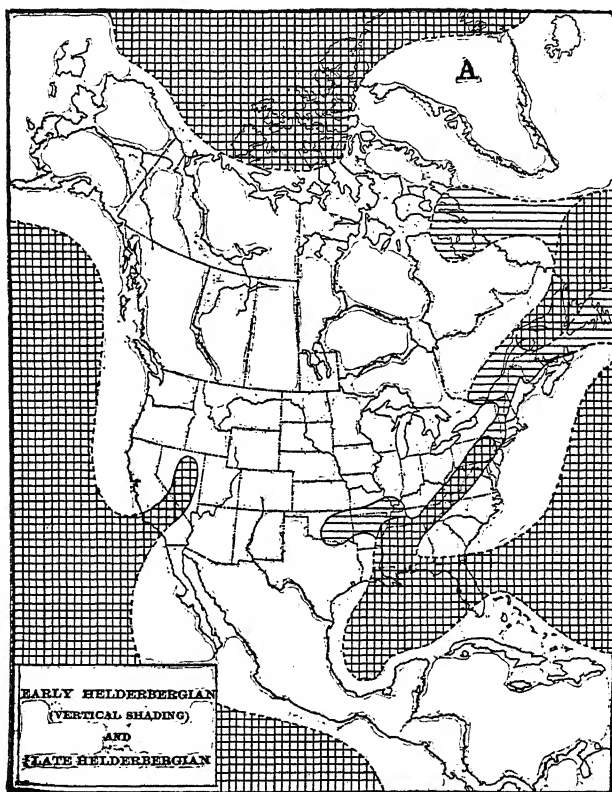 A
EARLY HELDERBERGIAN
(VERTICAL SHADING)
AND
LATE HELDERBERGIAN